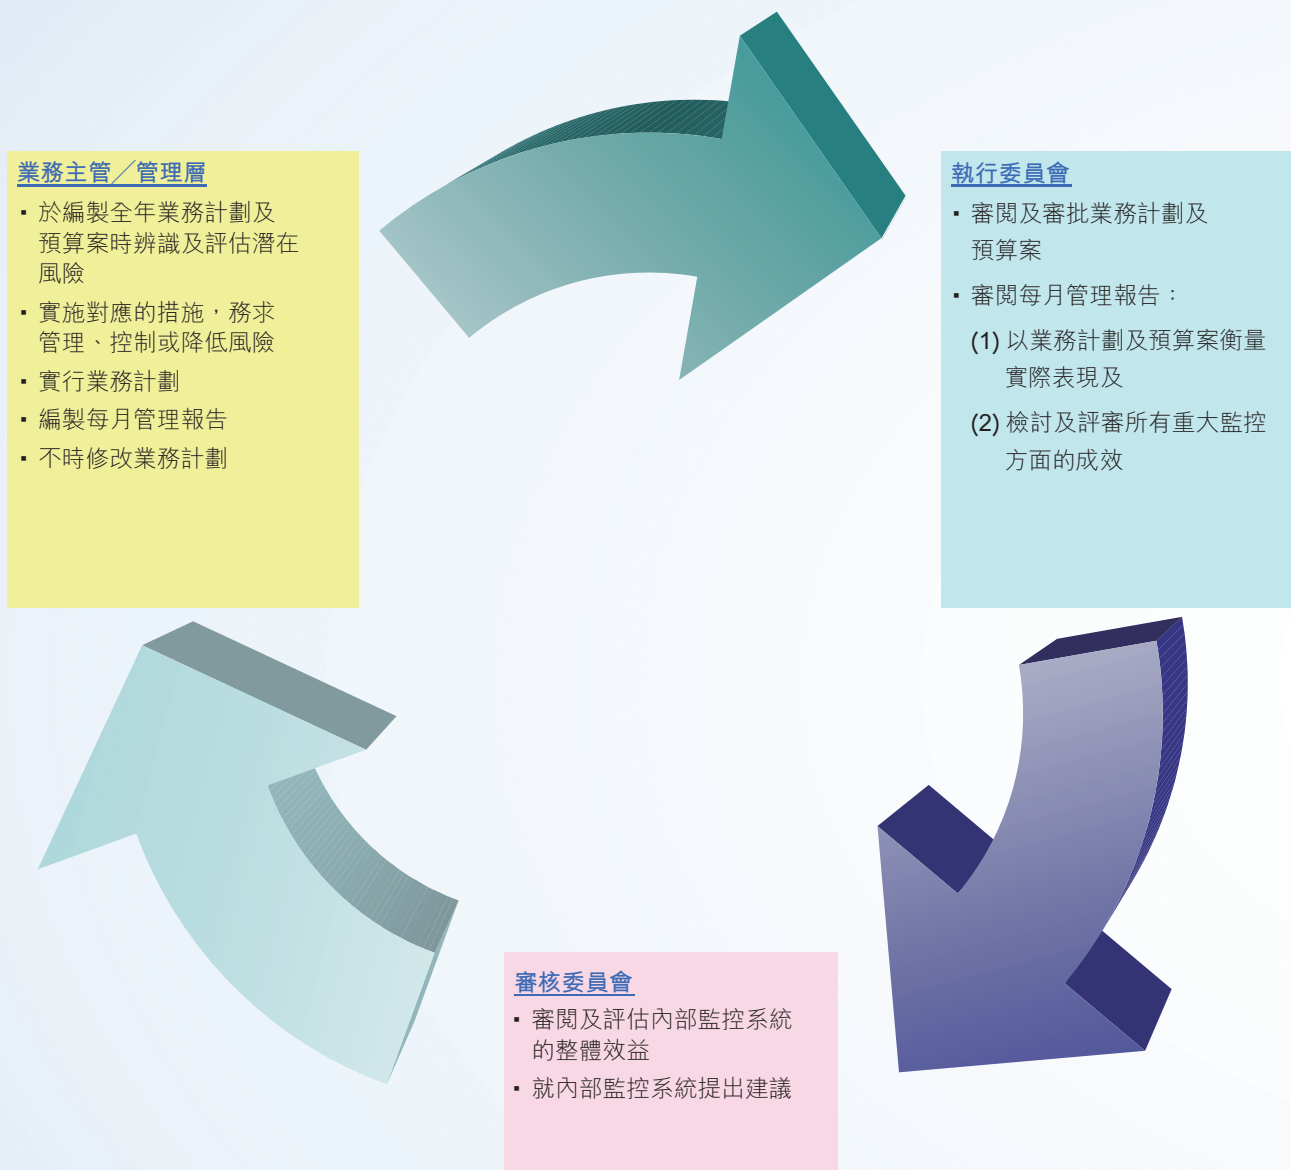 業務主管╱管理層
▪ 於編製全年業務計劃及
預算案時辨識及評估潛在
風險
▪ 實施對應的措施，務求
管理、控制或降低風險
▪ 實行業務計劃
▪ 編製每月管理報告
▪ 不時修改業務計劃
執行委員會
▪ 審閱及審批業務計劃及
預算案
▪ 審閱每月管理報告：
(1) 以業務計劃及預算案衡量
實際表現及
(2) 檢討及評審所有重大監控
方面的成效
審核委員會
▪ 審閱及評估內部監控系統
的整體效益
▪ 就內部監控系統提出建議